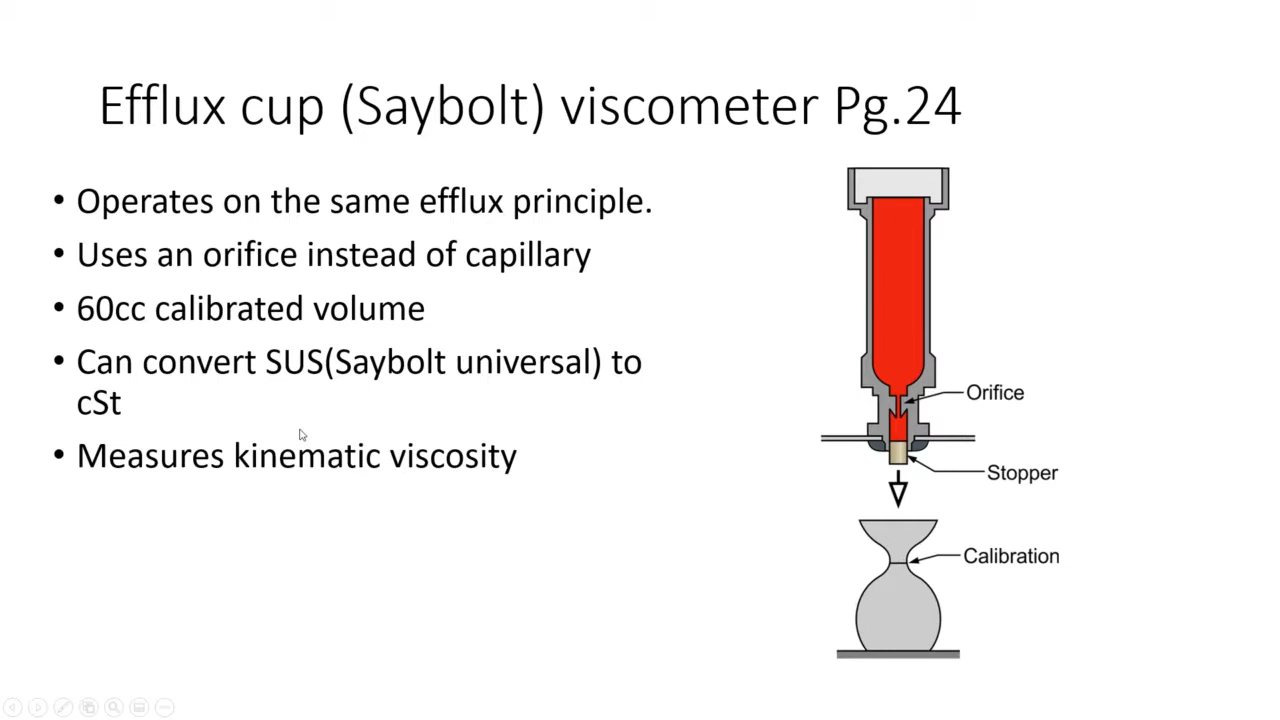 Efflux cup (Saybolt) viscometer Pg.24
• Operates on the same efflux principle.
• Uses an orifice instead of capillary
• 60cc calibrated volume
• Can convert SUS(Saybolt universal) to
cSt
• Measures kinematic viscosity
Orifice
Stopper
Calibration